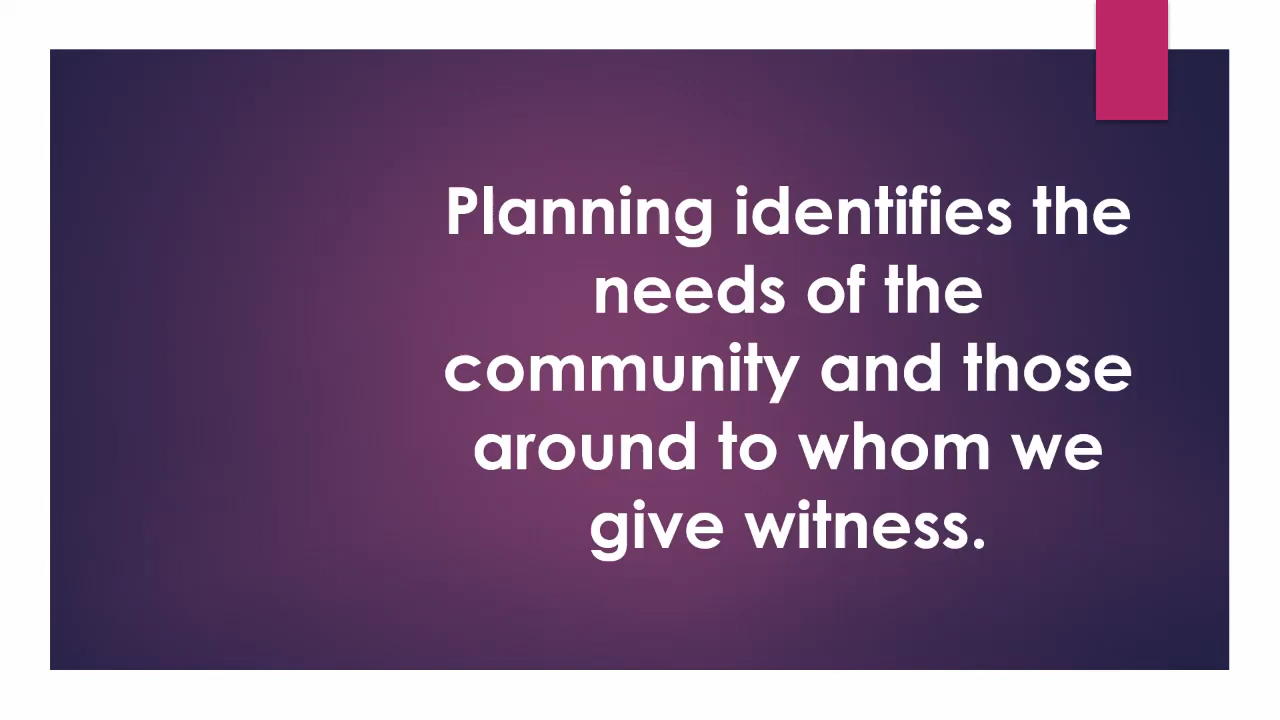 Planning identifies the
needs of the
community and those
around to whom we
give witness.